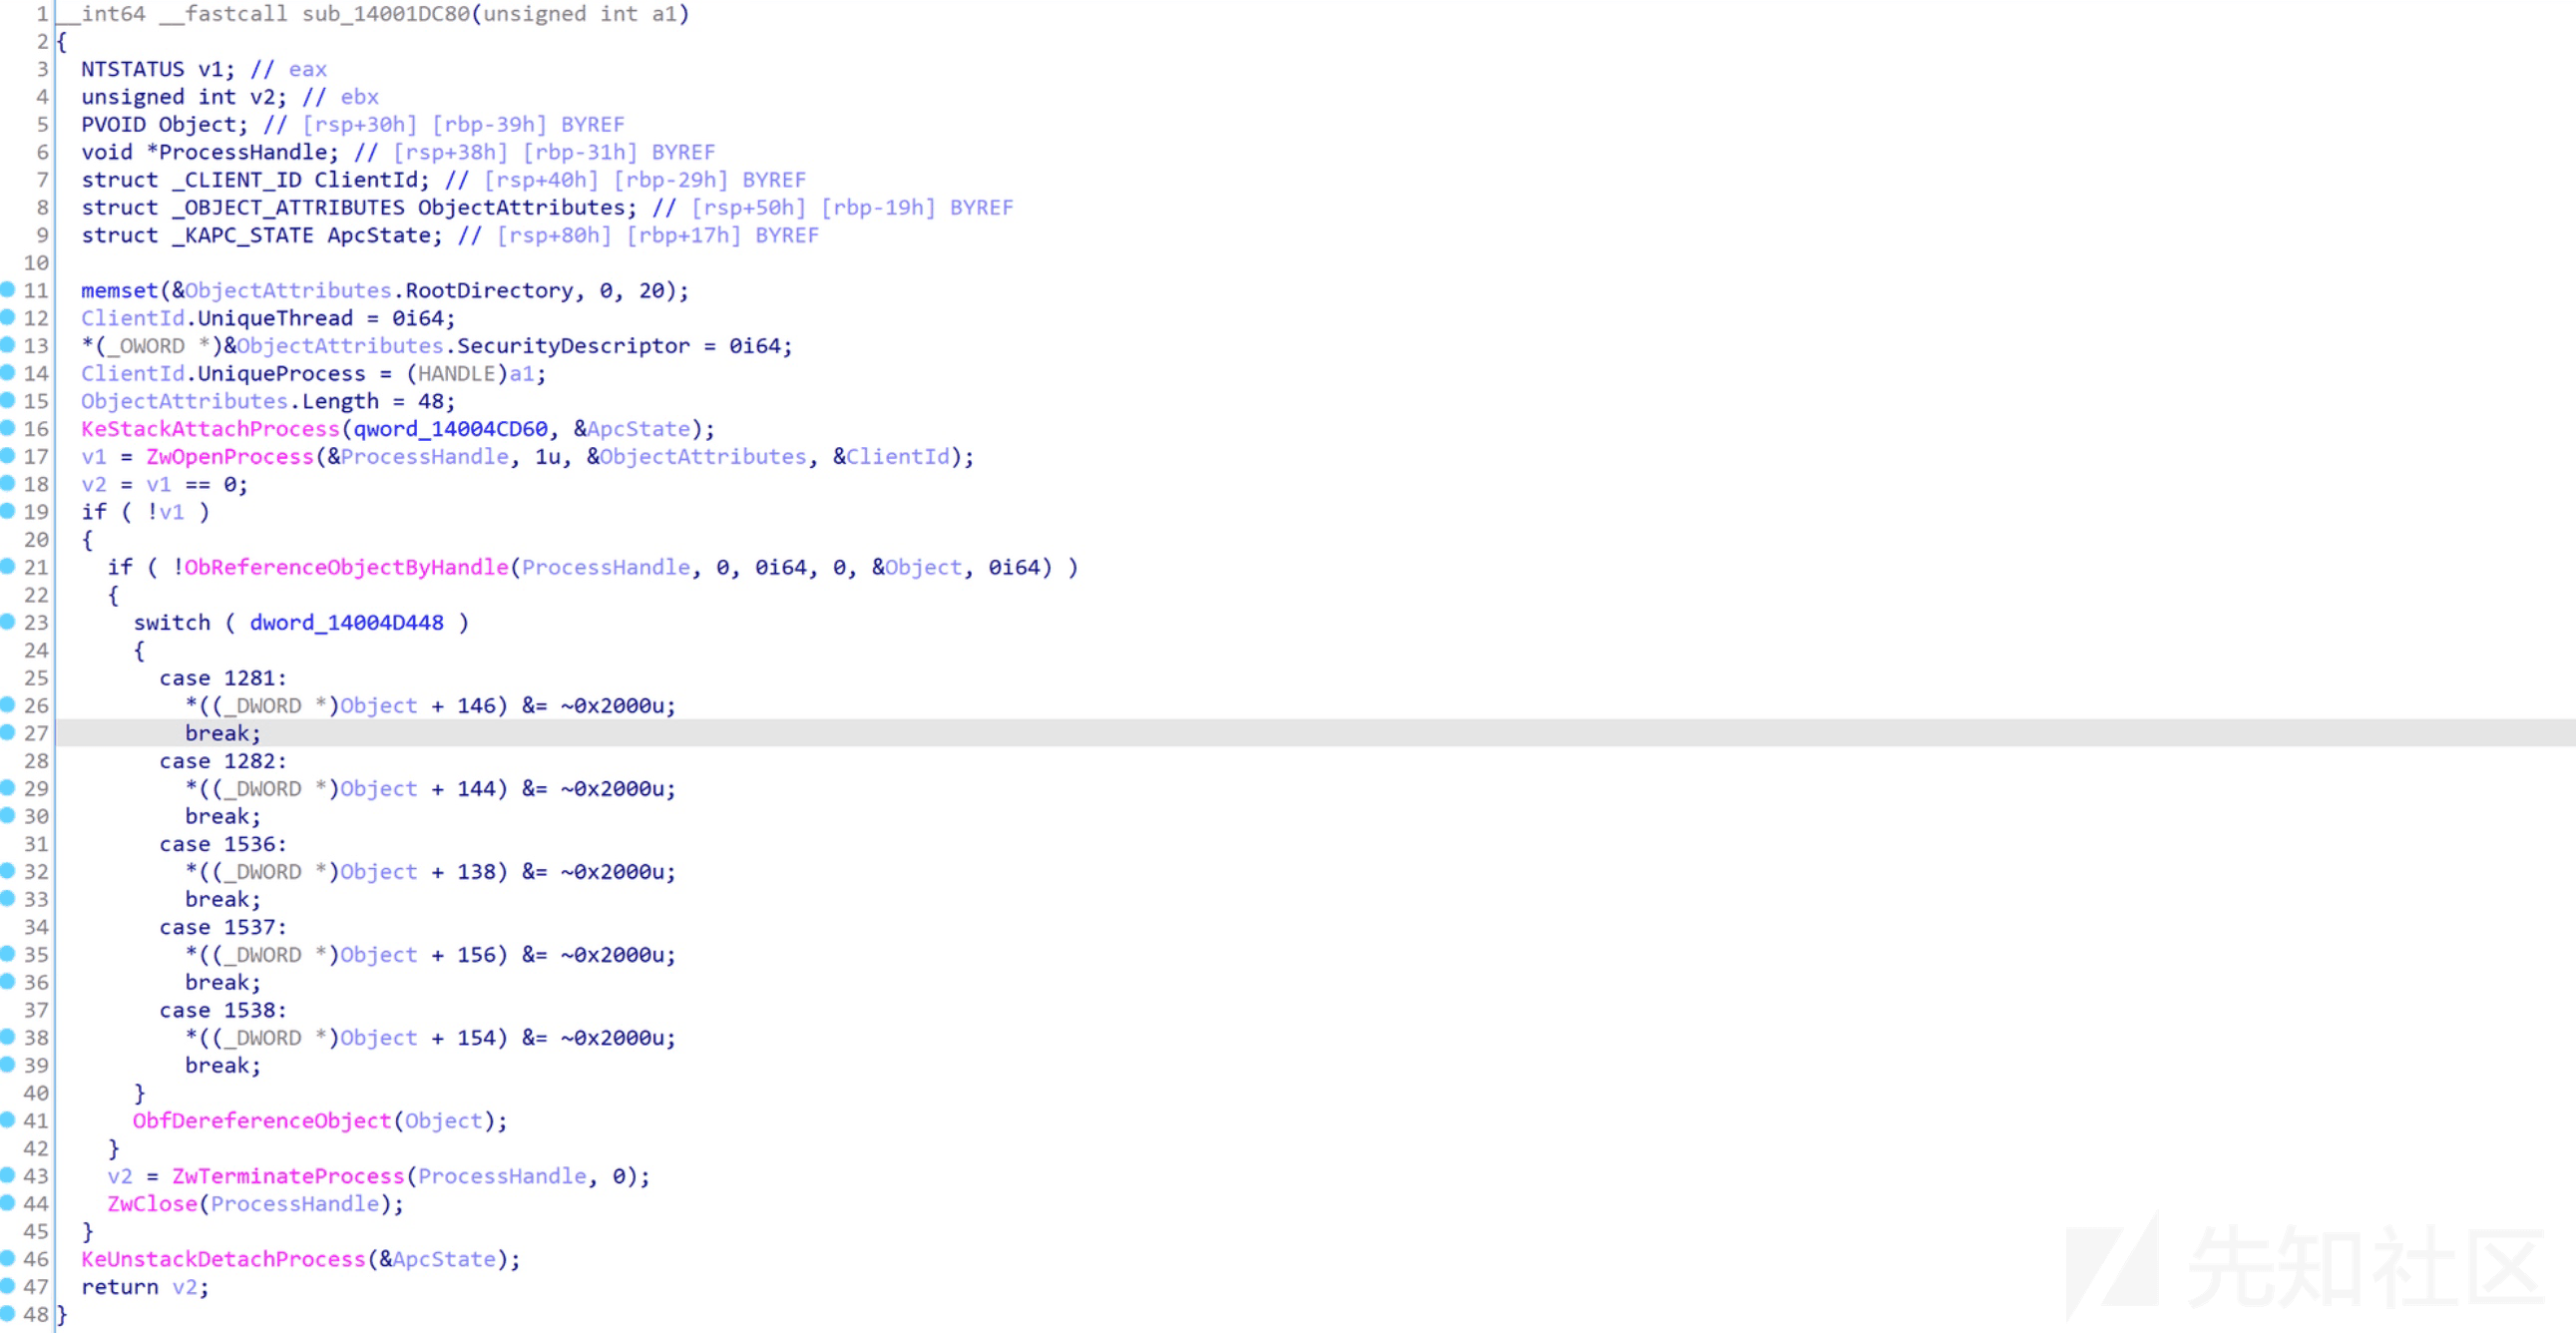 1 __int64 __fastcall sub_14001DC80(unsigned int a1)
2 {
3 NTSTATUS v1; // eax
4 unsigned int v2; // ebx
5 PVOID Object; // [rsp+30h] [rbp-39h] BYREF
6 void *ProcessHandle; // [rsp+38h] [rbp-31h] BYREF
7 struct _CLIENT_ID ClientId; // [rsp+40h] [rbp-29h] BYREF
8 struct _OBJECT_ATTRIBUTES ObjectAttributes; // [rsp+50h] [rbp-19h] BYREF
9 struct _KAPC_STATE ApcState; // [rsp+80h] [rbp+17h] BYREF
10
11 memset(&ObjectAttributes.RootDirectory, 0, 20);
12 ClientId.UniqueThread = 0i64;
13 *(_OWORD *)&ObjectAttributes.SecurityDescriptor = 0i64;
14 ClientId.UniqueProcess = (HANDLE)a1;
15 ObjectAttributes.Length = 48;
16 KeStackAttachProcess(qword_14004CD60, &ApcState);
17 v1 = ZwOpenProcess(&ProcessHandle, 1u, &ObjectAttributes, &ClientId);
18 v2 = v1 == 0;
19 if ( !v1 )
20 {
21 if ( !ObReferenceObjectByHandle(ProcessHandle, 0, 0i64, 0, &Object, 0i64) )
22 {
23 switch ( dword_14004D448 )
24 {
25 case 1281:
26 *((_DWORD *)Object + 146) &= ~0x2000u;
27 break;
28 case 1282:
29 *((_DWORD *)Object + 144) &= ~0x2000u;
30 break;
31 case 1536:
32 *((_DWORD *)Object + 138) &= ~0x2000u;
33 break;
34 case 1537:
35 *((_DWORD *)Object + 156) &= ~0x2000u;
36 break;
37 case 1538:
38 *((_DWORD *)Object + 154) &= ~0x2000u;
39 break;
40 }
41 ObfDereferenceObject(Object);
42 }
43 v2 = ZwTerminateProcess(ProcessHandle, 0);
44 ZwClose(ProcessHandle);
45 }
46 KeUnstackDetachProcess(&ApcState);
47 return v2;
48 }
先知社区